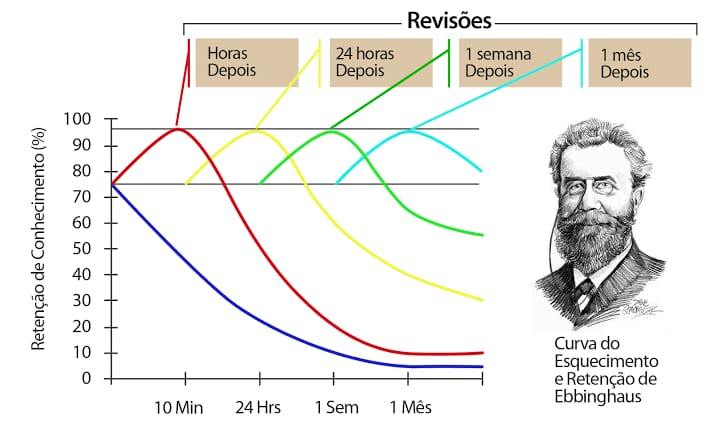 Revisões
Horas
Depois
24 horas
Depois
1 semana
Depois
1 mês
Depois
Retenção de Conhecimento (%)
100
90
80
70
60
50
40
30
20
10
0
10 Min
24 Hrs
1 Sem
1 Mês
Curva do
Esquecimento
e Retenção de
Ebbinghaus